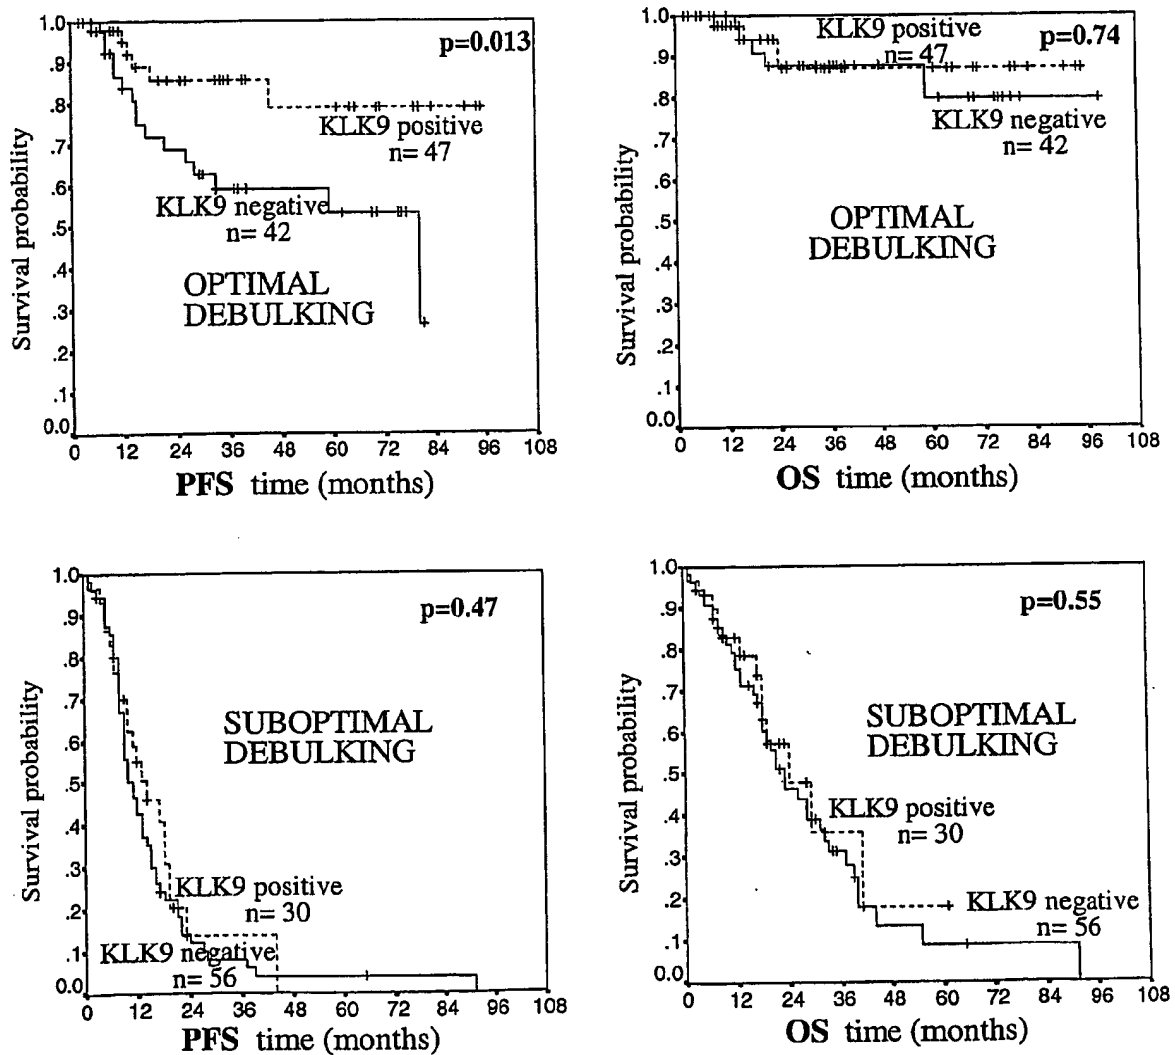 p=0.013
1.0
.9
.8
.7
.6
.5
.4
.3
.2
.1
0.0
Survival probability
KLK9 positive
n= 47
KLK9 negative
n= 42
OPTIMAL
DEBULKING
0 12 24 36 48 60 72 84 96 108
PFS time (months)
p=0.74
1.0
.9
.8
.7
.6
.5
.4
.3
.2
.1
0.0
Survival probability
KLK9 positive
n= 47
KLK9 negative
n= 42
OPTIMAL
DEBULKING
0 12 24 36 48 60 72 84 96 108
OS time (months)
p=0.47
1.0
.9
.8
.7
.6
.5
.4
.3
.2
.1
0.0
Survival probability
SUBOPTIMAL
DEBULKING
KLK9 positive
n= 30
KLK9 negative
n= 56
0 12 24 36 48 60 72 84 96 108
PFS time (months)
p=0.55
1.0
.9
.8
.7
.6
.5
.4
.3
.2
.1
0.0
Survival probability
SUBOPTIMAL
DEBULKING
KLK9 positive
n= 30
KLK9 negative
n= 56
0 12 24 36 48 60 72 84 96 108
OS time (months)